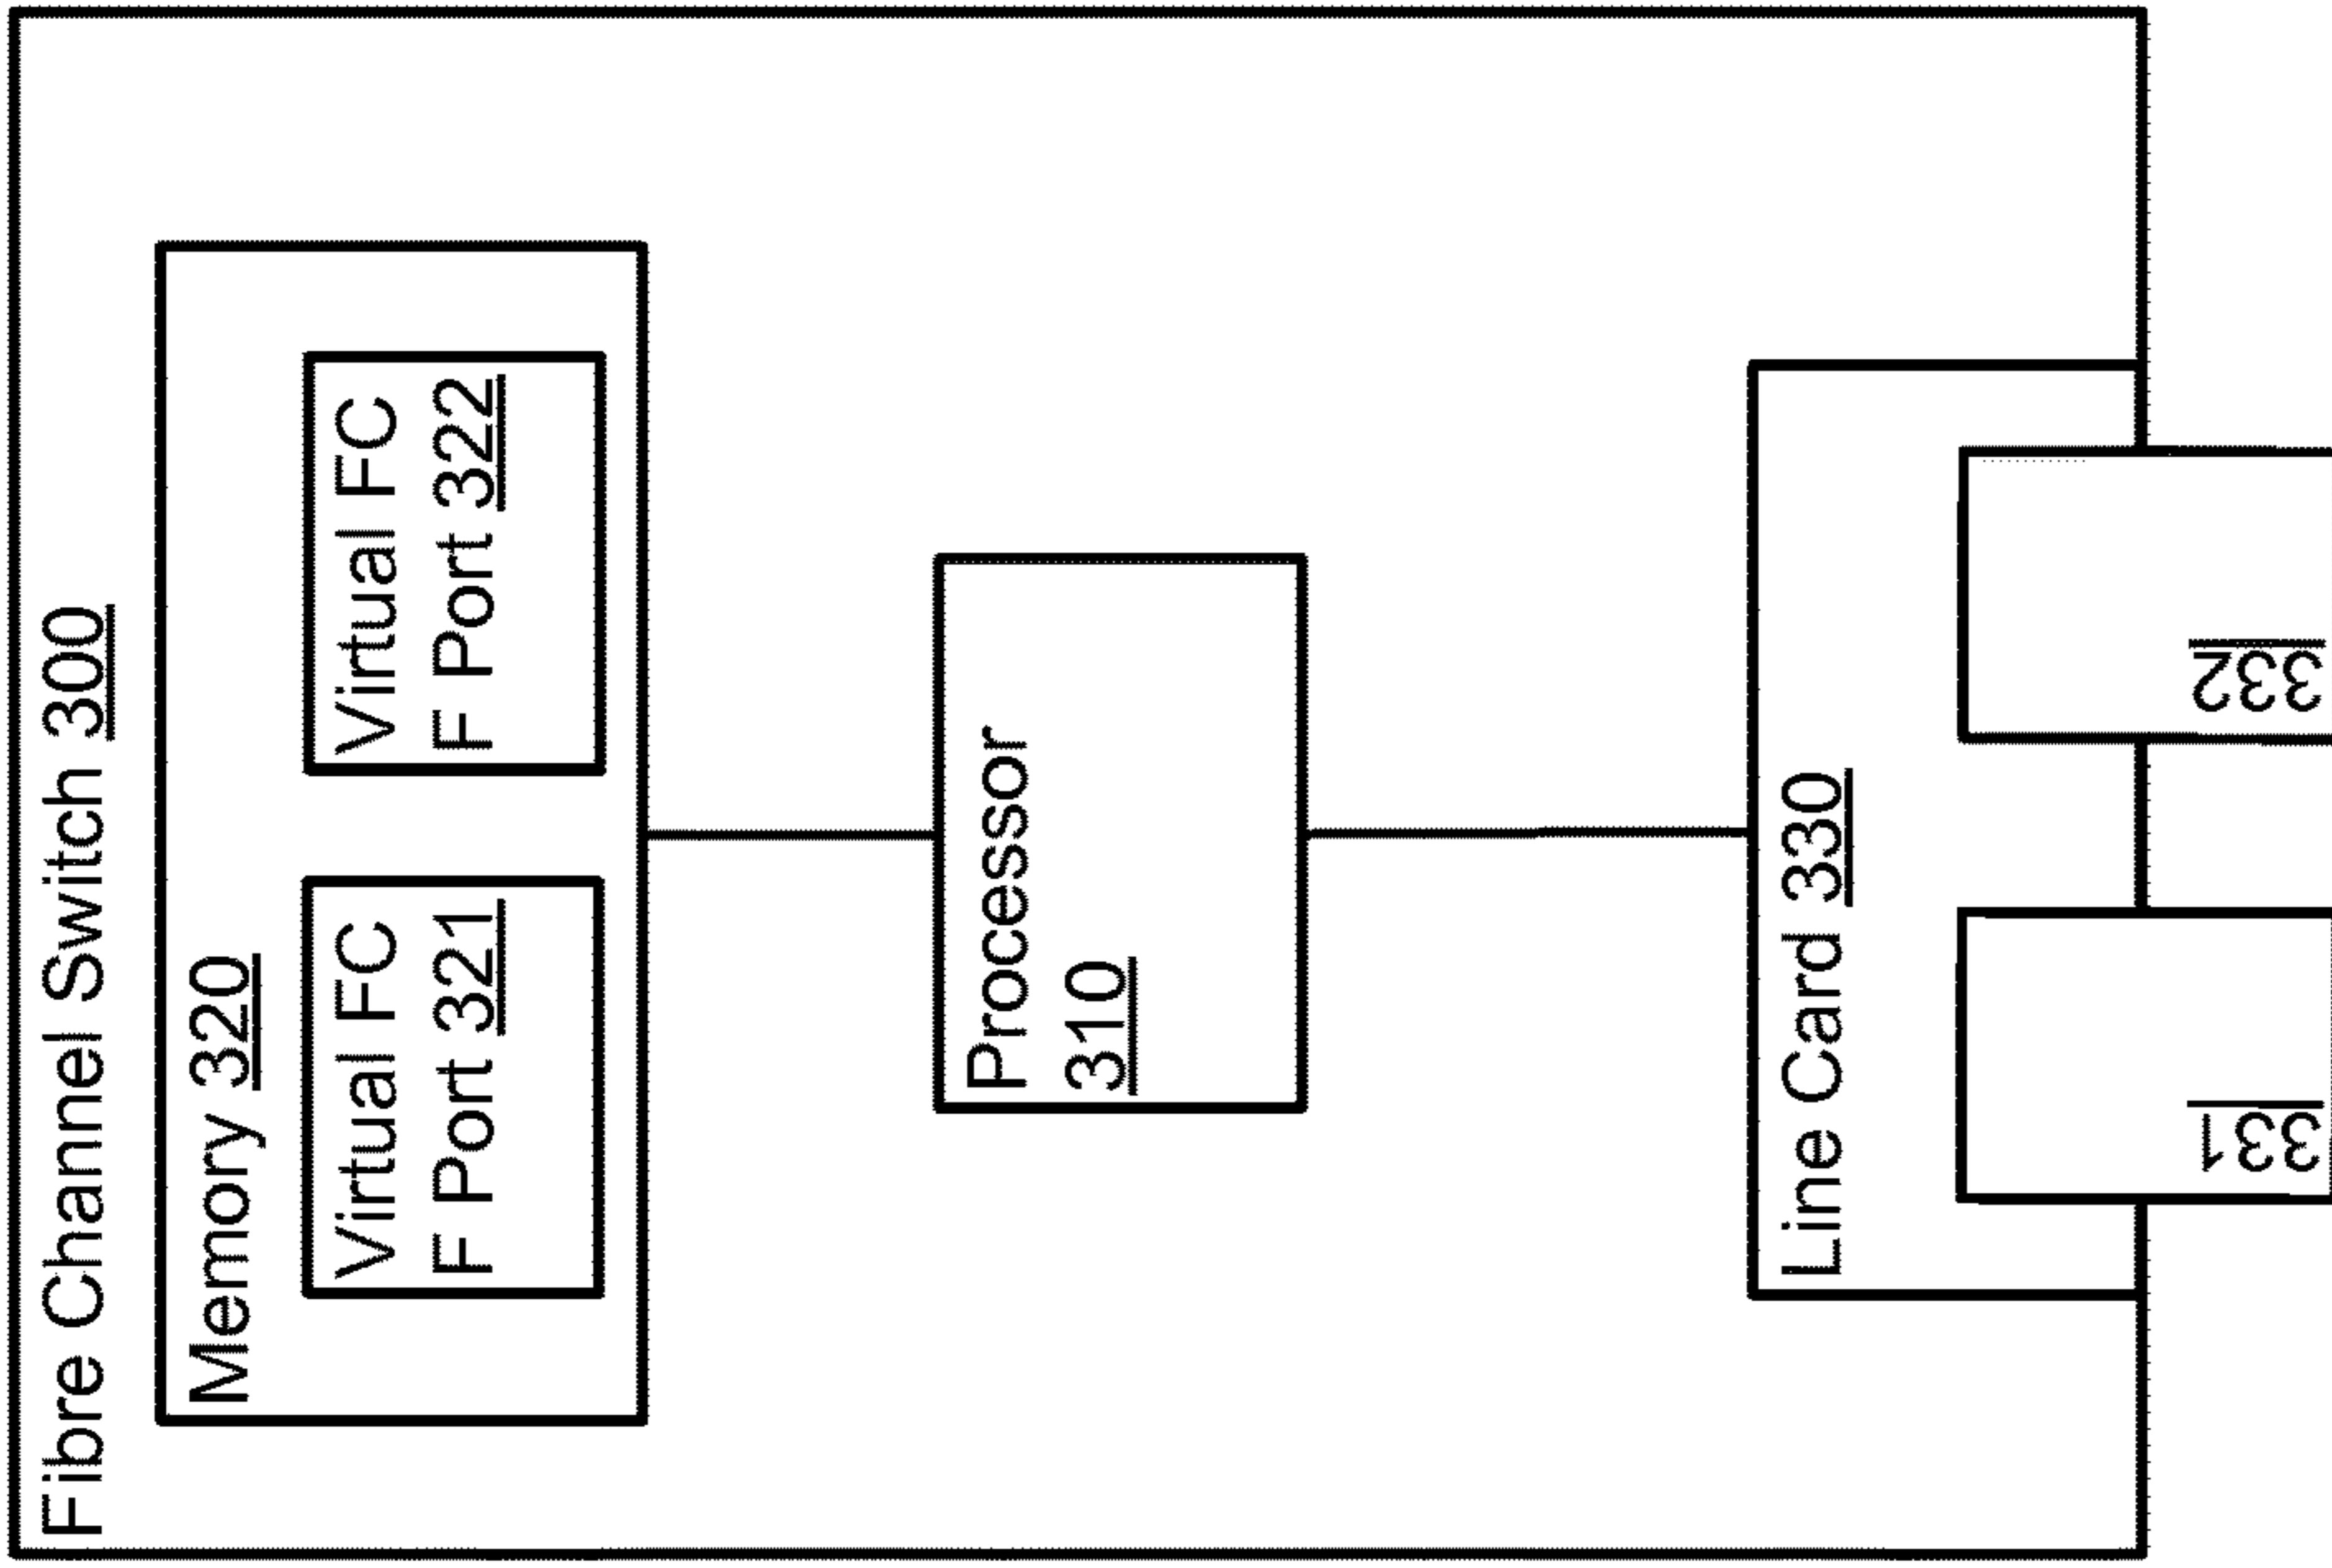 Fibre Channel Switch 300
Memory 320
Virtual FC
F Port 321
Virtual FC
F Port 322
Processor
310
Line Card 330
331
332